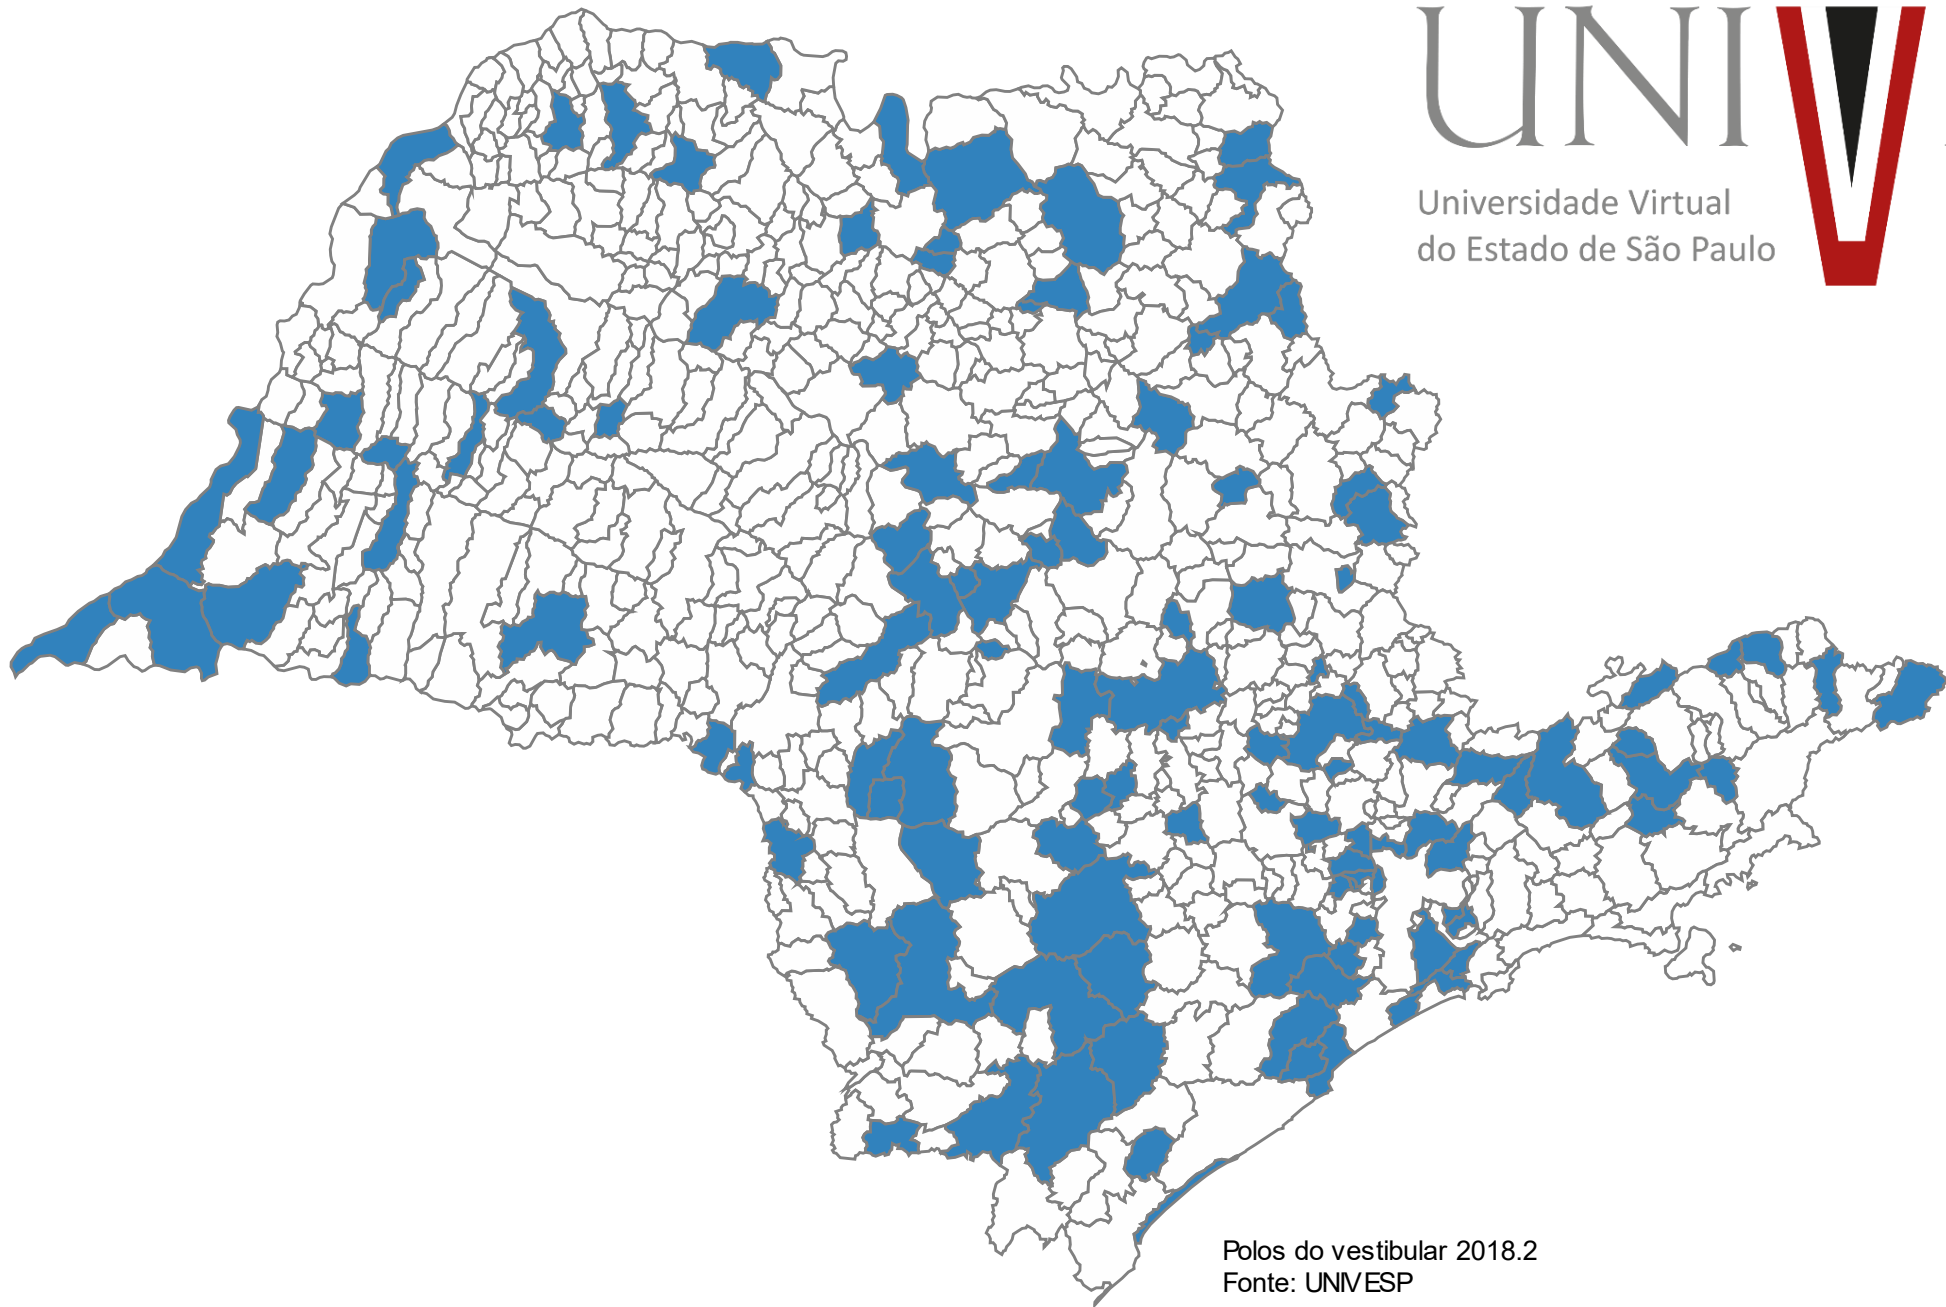 UNIV
Universidade Virtual
do Estado de São Paulo
Polos do vestibular 2018.2
Fonte: UNIVESP